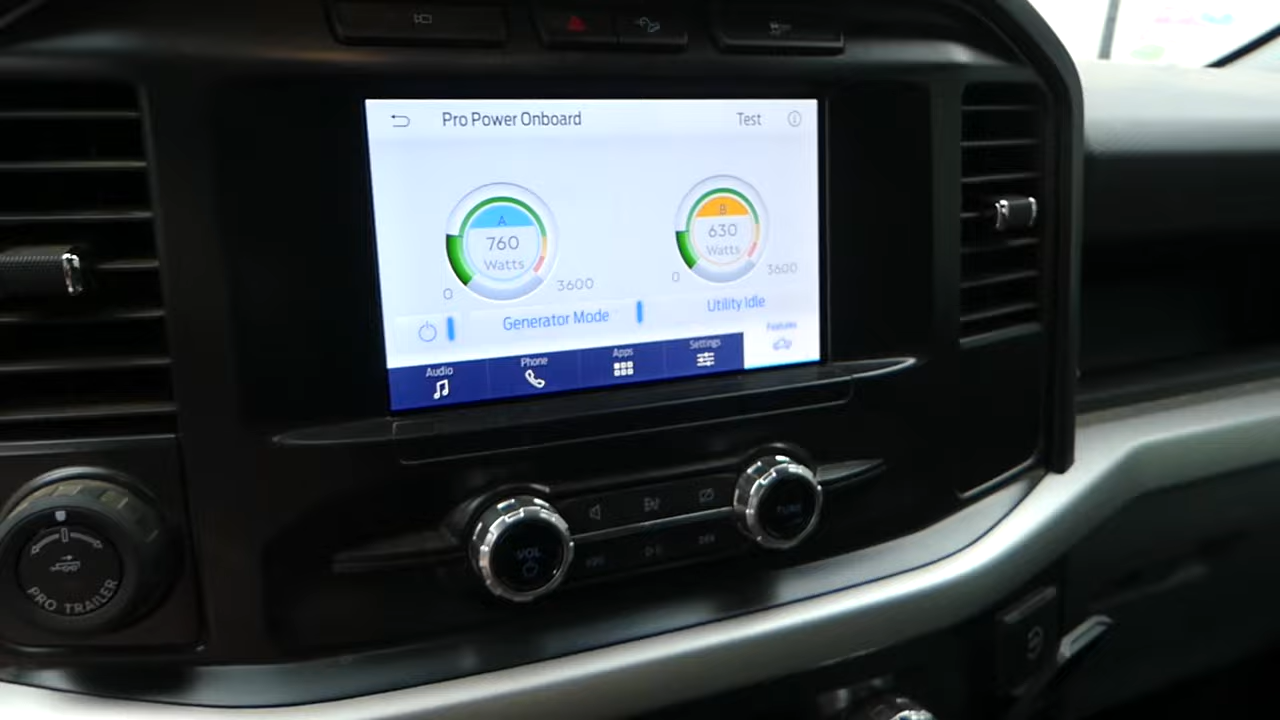 Pro Power Onboard
Test
A
760
Watts
0
3600
B
630
Watts
0
3600
Generator Mode
Utility Idle
Audio
Phone
Apps
Settings
Features
VOL
TUNE
PRO TRAILER